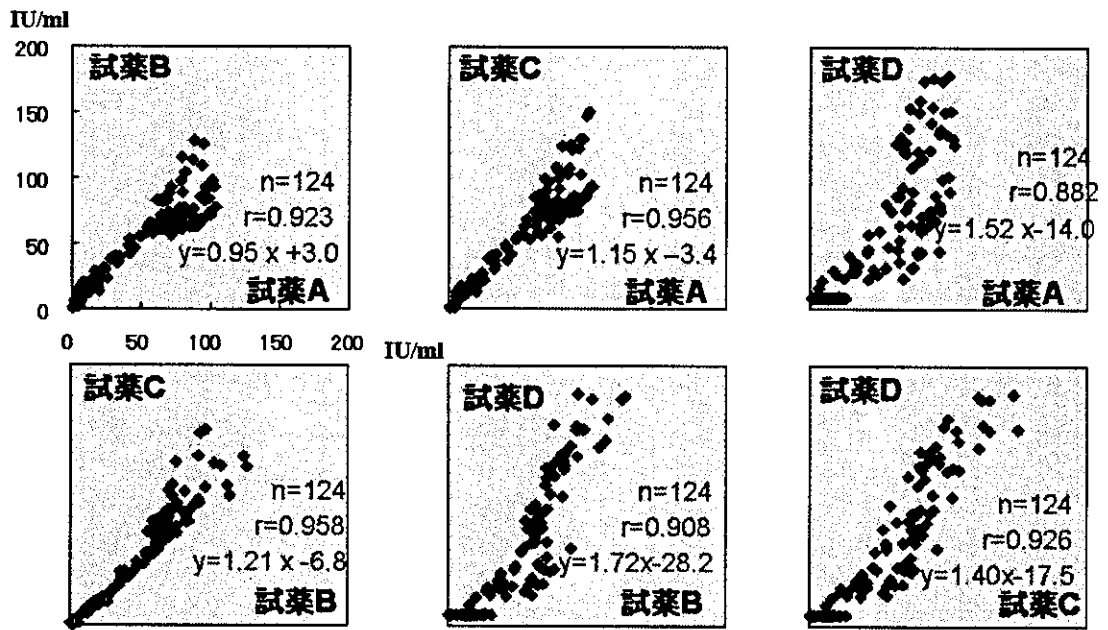 IU/ml
200
150
100
50
0
試薬B
n=124
r=0.923
y=0.95 x +3.0
試薬A
試薬C
n=124
r=0.956
y=1.15 x –3.4
試薬A
試薬D
n=124
r=0.882
y=1.52 x-14.0
試薬A
0 50 100 150 200 IU/ml
試薬C
n=124
r=0.958
y=1.21 x -6.8
試薬B
試薬D
n=124
r=0.908
y=1.72x-28.2
試薬B
試薬D
n=124
r=0.926
y=1.40x-17.5
試薬C